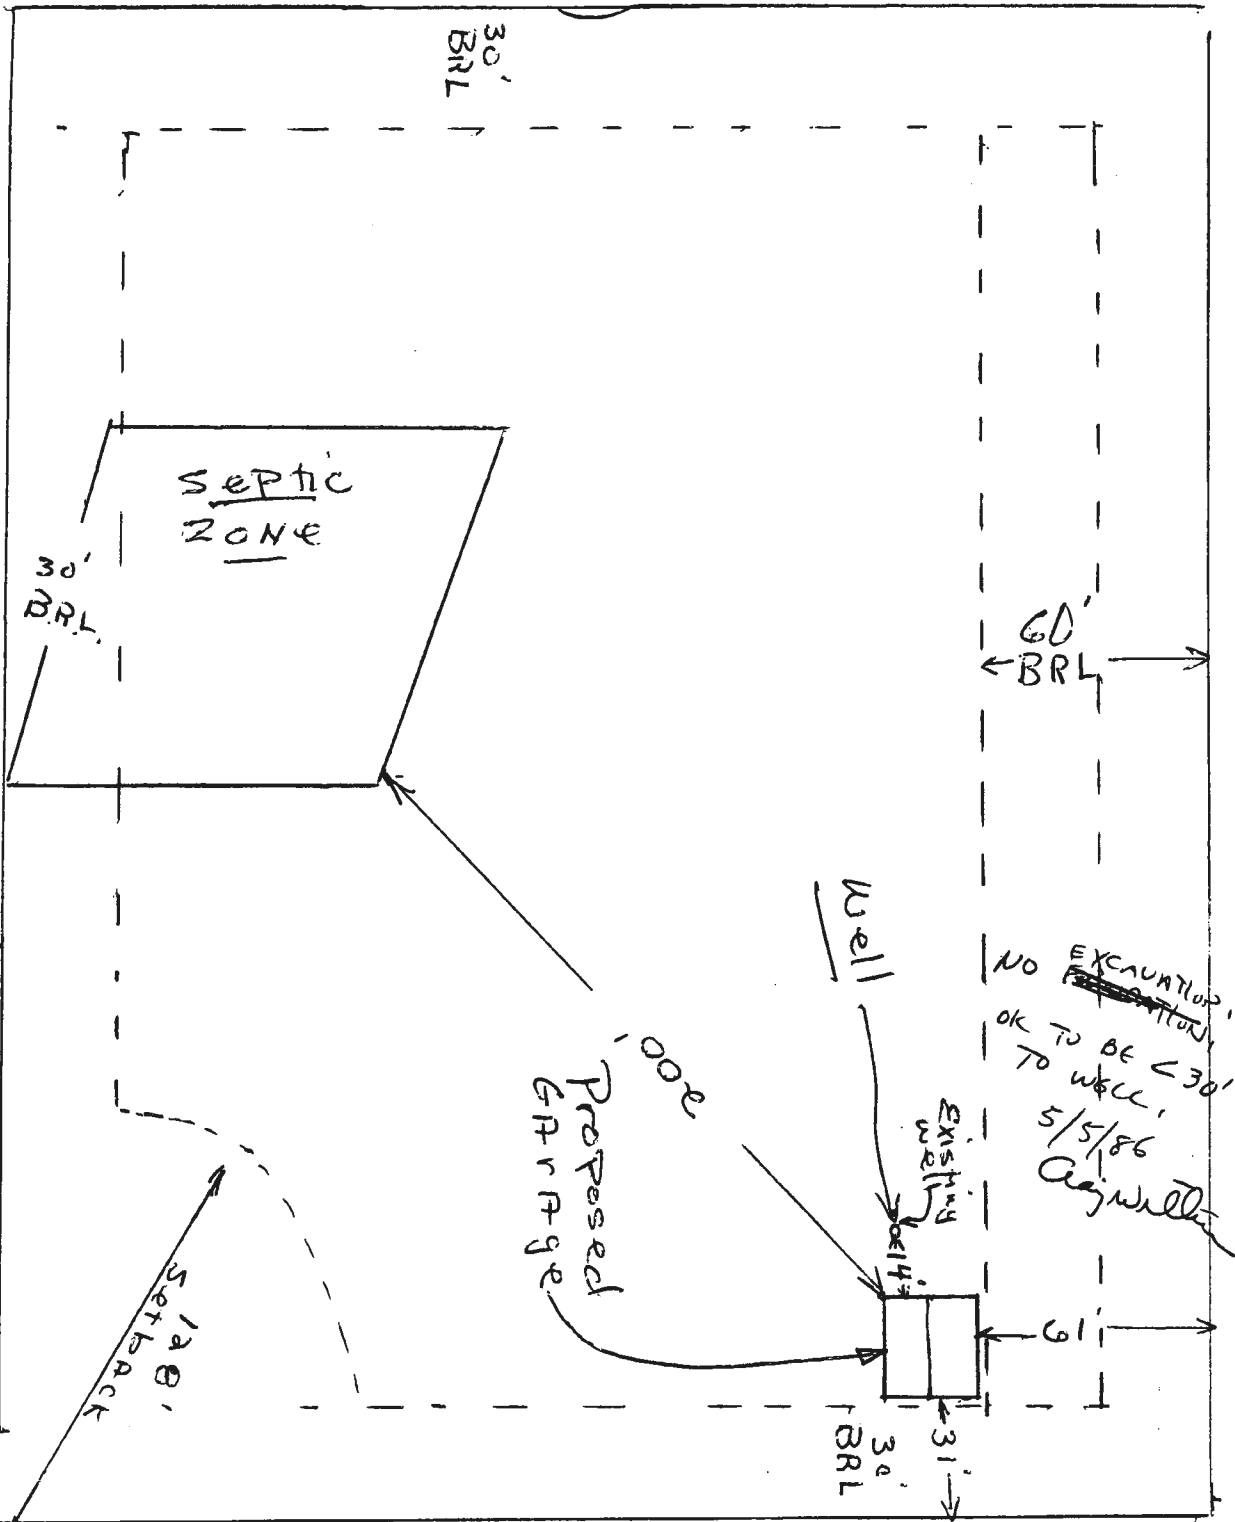 30'
BRL
Septic
ZONE
30'
B.R.L.
60'
BRL
Well
NO EXCAVATION,
OK TO BE < 30'
TO WELL,
5/5/86
200'
Existing
well
14'
Proposed
GArAge
61'
128'
SetbAck
30'
BRL
31'